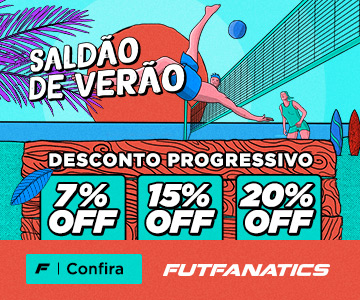 SALDÃO
DE VERÃO
DESCONTO PROGRESSIVO
7% 15% 20%
OFF OFF OFF
F | Confira FUTFANATICS